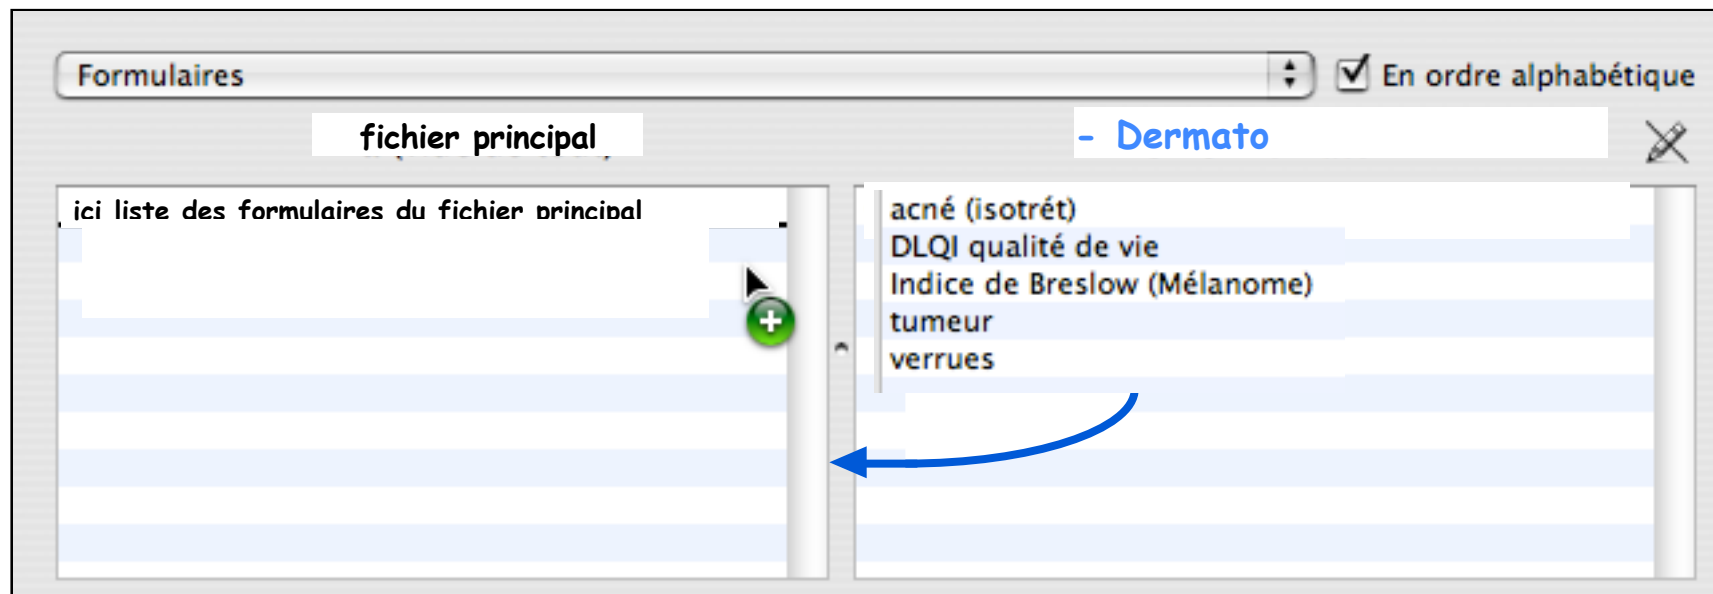 Formulaires
En ordre alphabétique
fichier principal
- Dermato
ici liste des formulaires du fichier principal
acné (isotrét)
DLQI qualité de vie
Indice de Breslow (Mélanome)
tumeur
verrues